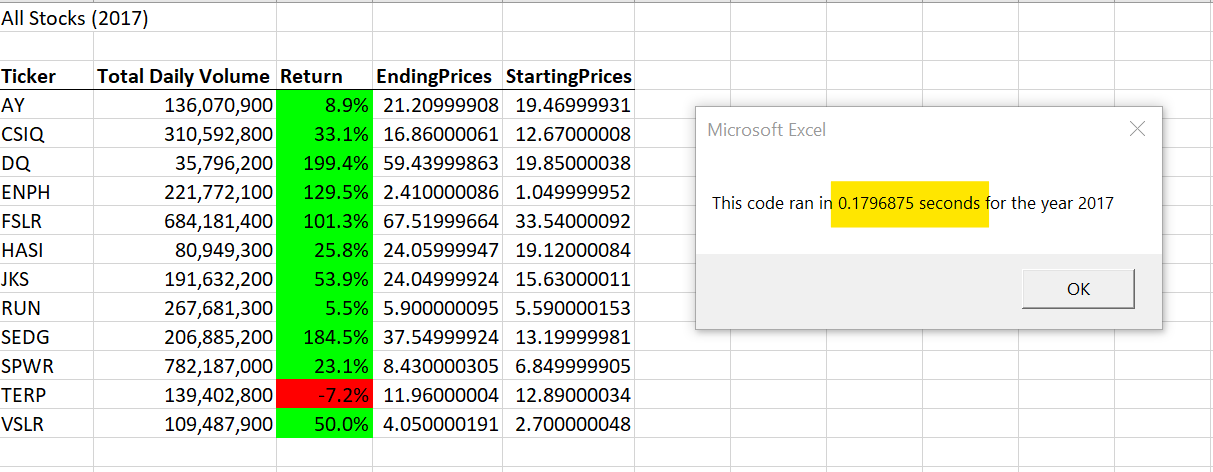 All Stocks (2017)
Ticker Total Daily Volume Return EndingPrices StartingPrices
AY 136,070,900 8.9% 21.20999908 19.46999931
CSIQ 310,592,800 33.1% 16.86000061 12.67000008
DQ 35,796,200 199.4% 59.43999863 19.85000038
ENPH 221,772,100 129.5% 2.410000086 1.049999952
FSLR 684,181,400 101.3% 67.51999664 33.54000092
HASI 80,949,300 25.8% 24.05999947 19.12000084
JKS 191,632,200 53.9% 24.04999924 15.63000011
RUN 267,681,300 5.5% 5.900000095 5.590000153
SEDG 206,885,200 184.5% 37.54999924 13.19999981
SPWR 782,187,000 23.1% 8.430000305 6.849999905
TERP 139,402,800 -7.2% 11.96000004 12.89000034
VSLR 109,487,900 50.0% 4.050000191 2.700000048
Microsoft Excel
This code ran in 0.1796875 seconds for the year 2017
OK